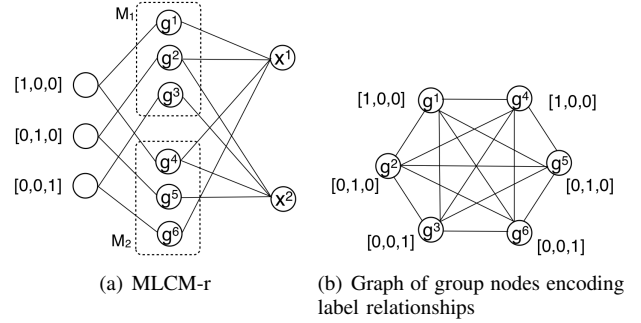 M1
g1
g2
x1
g3
[1,0,0]
[0,1,0]
[0,0,1]
g4
g5
x2
g6
M2
(a) MLCM-r
[1,0,0]
g1
g4
[1,0,0]
g2
g5
[0,1,0]
[0,1,0]
g3
g6
[0,0,1]
[0,0,1]
(b) Graph of group nodes encoding
label relationships